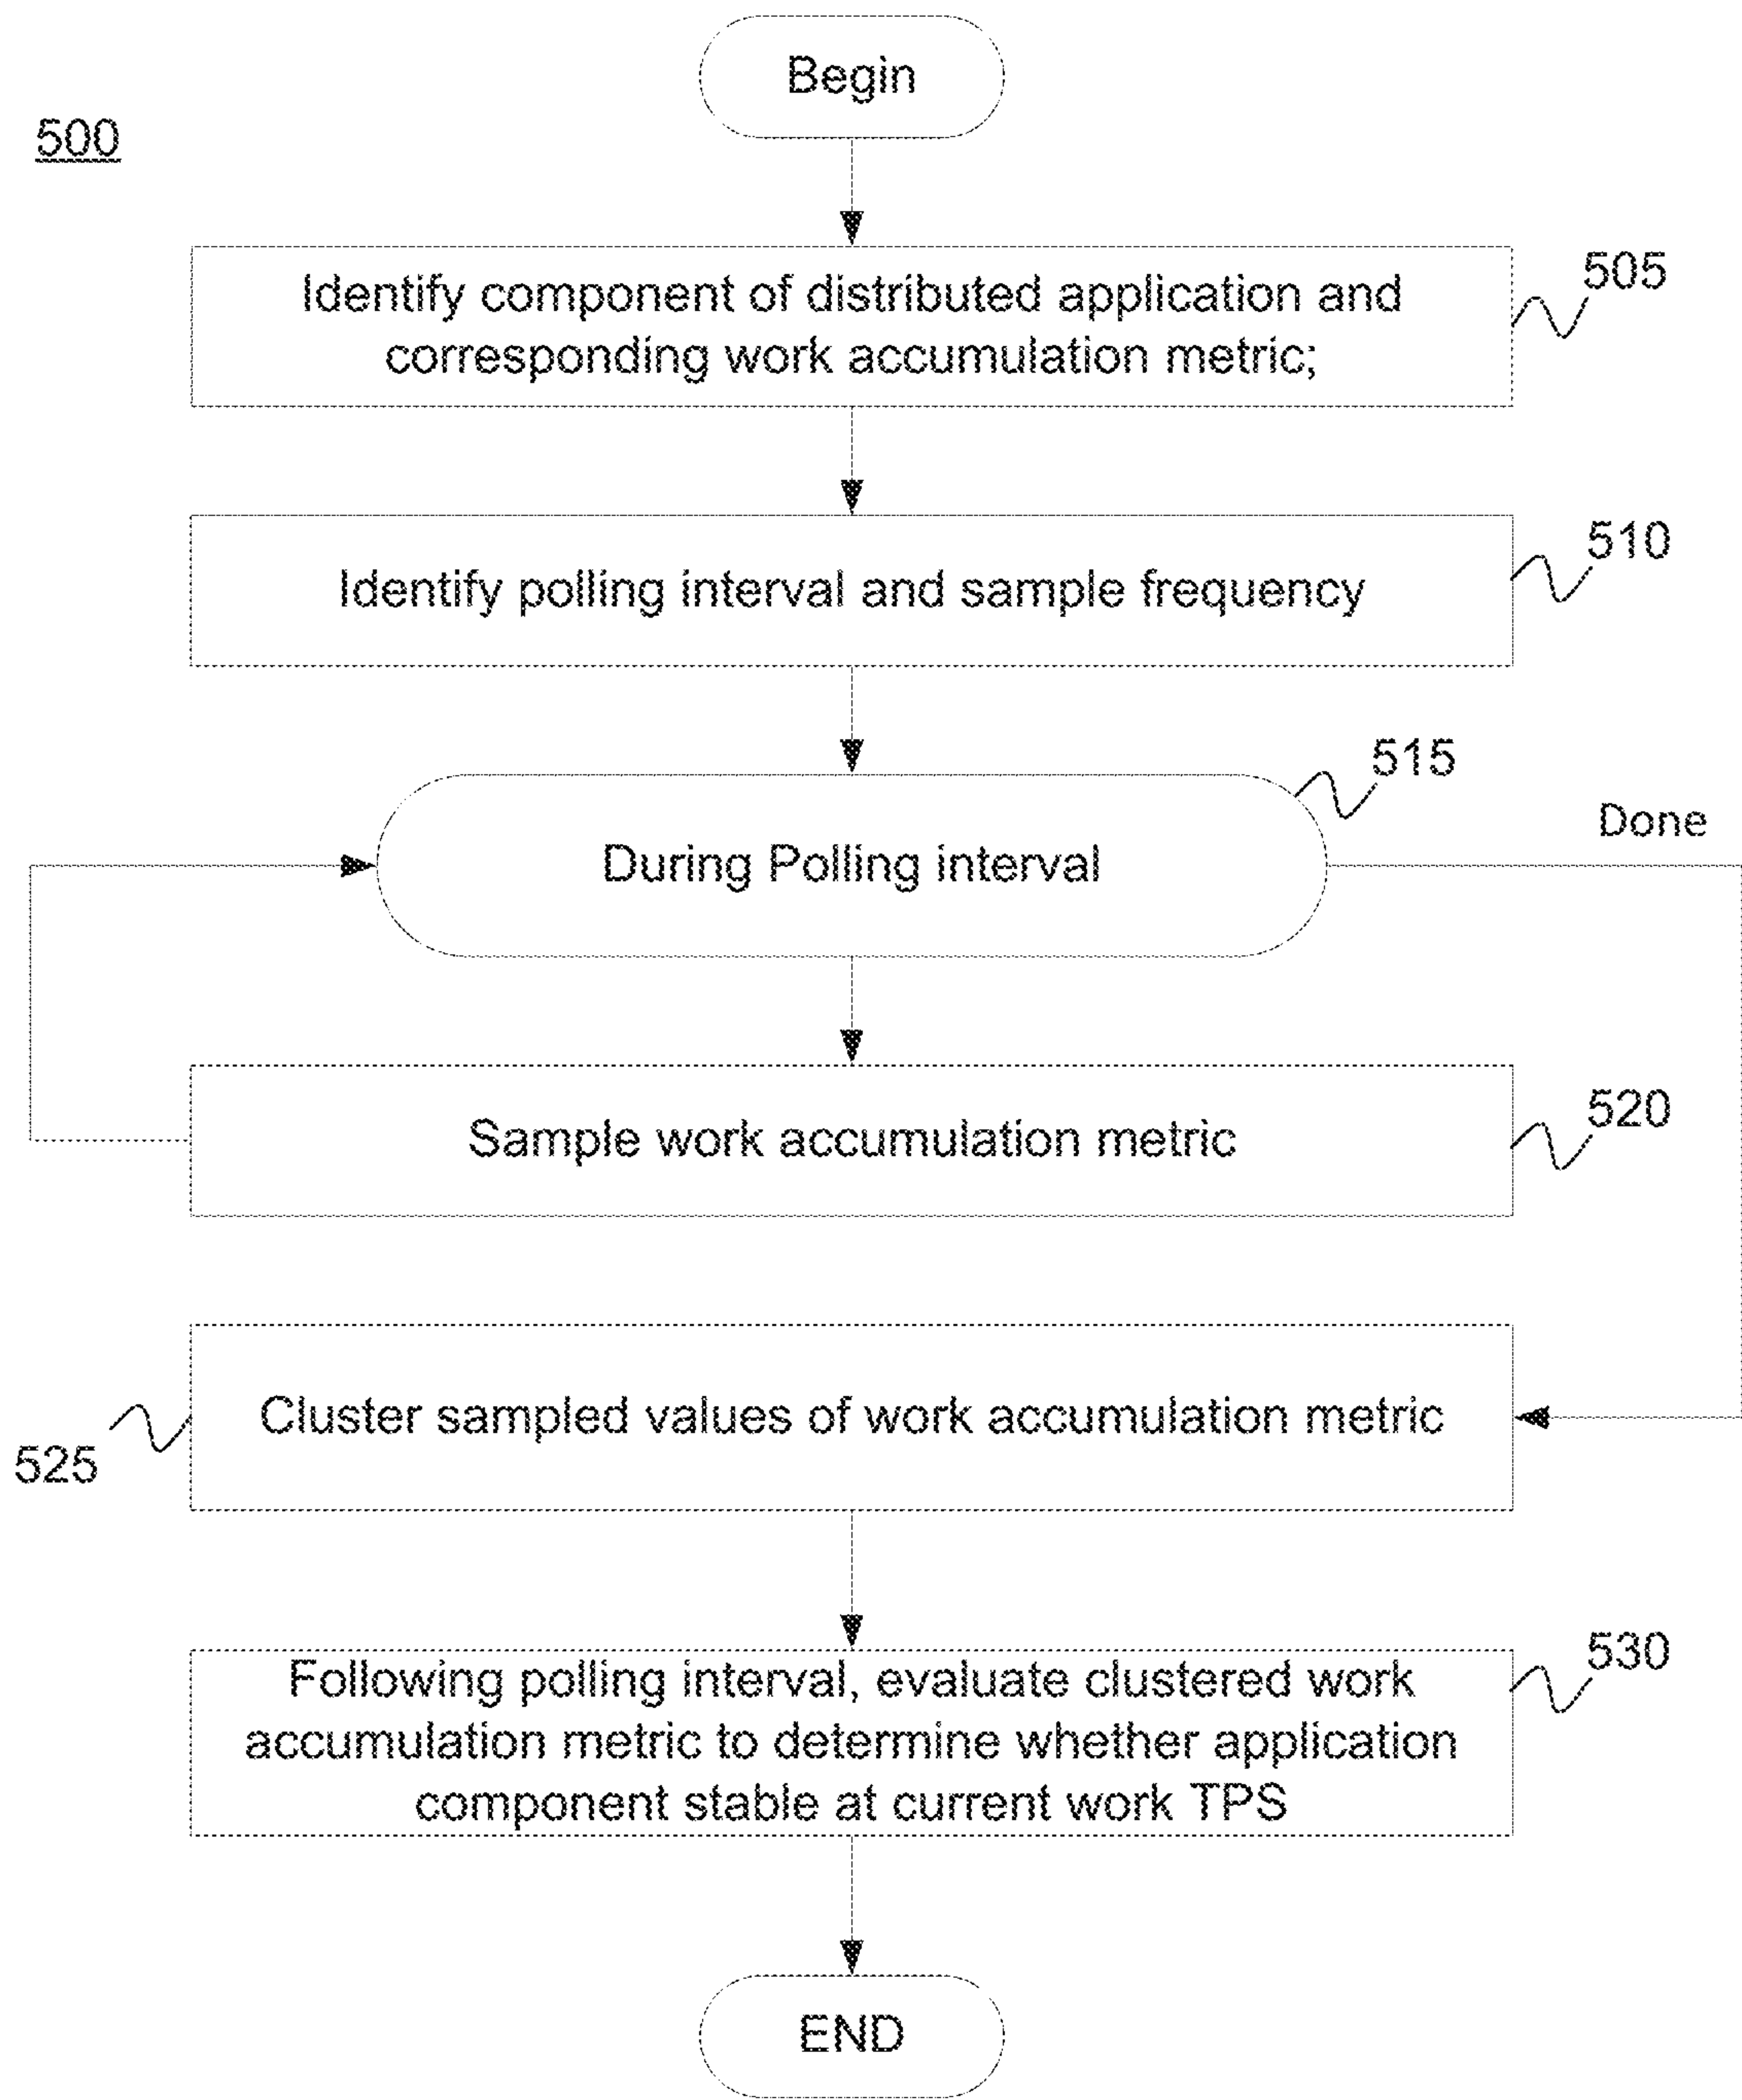 Begin
500
Identify component of distributed application and
corresponding work accumulation metric;
505
Identify polling interval and sample frequency
510
During Polling interval
515
Done
Sample work accumulation metric
520
Cluster sampled values of work accumulation metric
525
Following polling interval, evaluate clustered work
accumulation metric to determine whether application
component stable at current work TPS
530
END